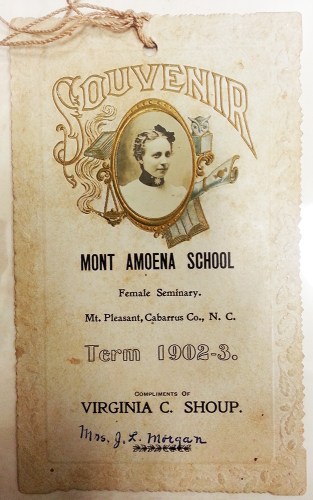 SOUVENIR
MONT AMOENA SCHOOL
Female Seminary.
Mt. Pleasant, Cabarrus Co., N. C.
Term 1902-3.
COMPLIMENTS OF
VIRGINIA C. SHOUP.
Mrs. J. L. Morgan